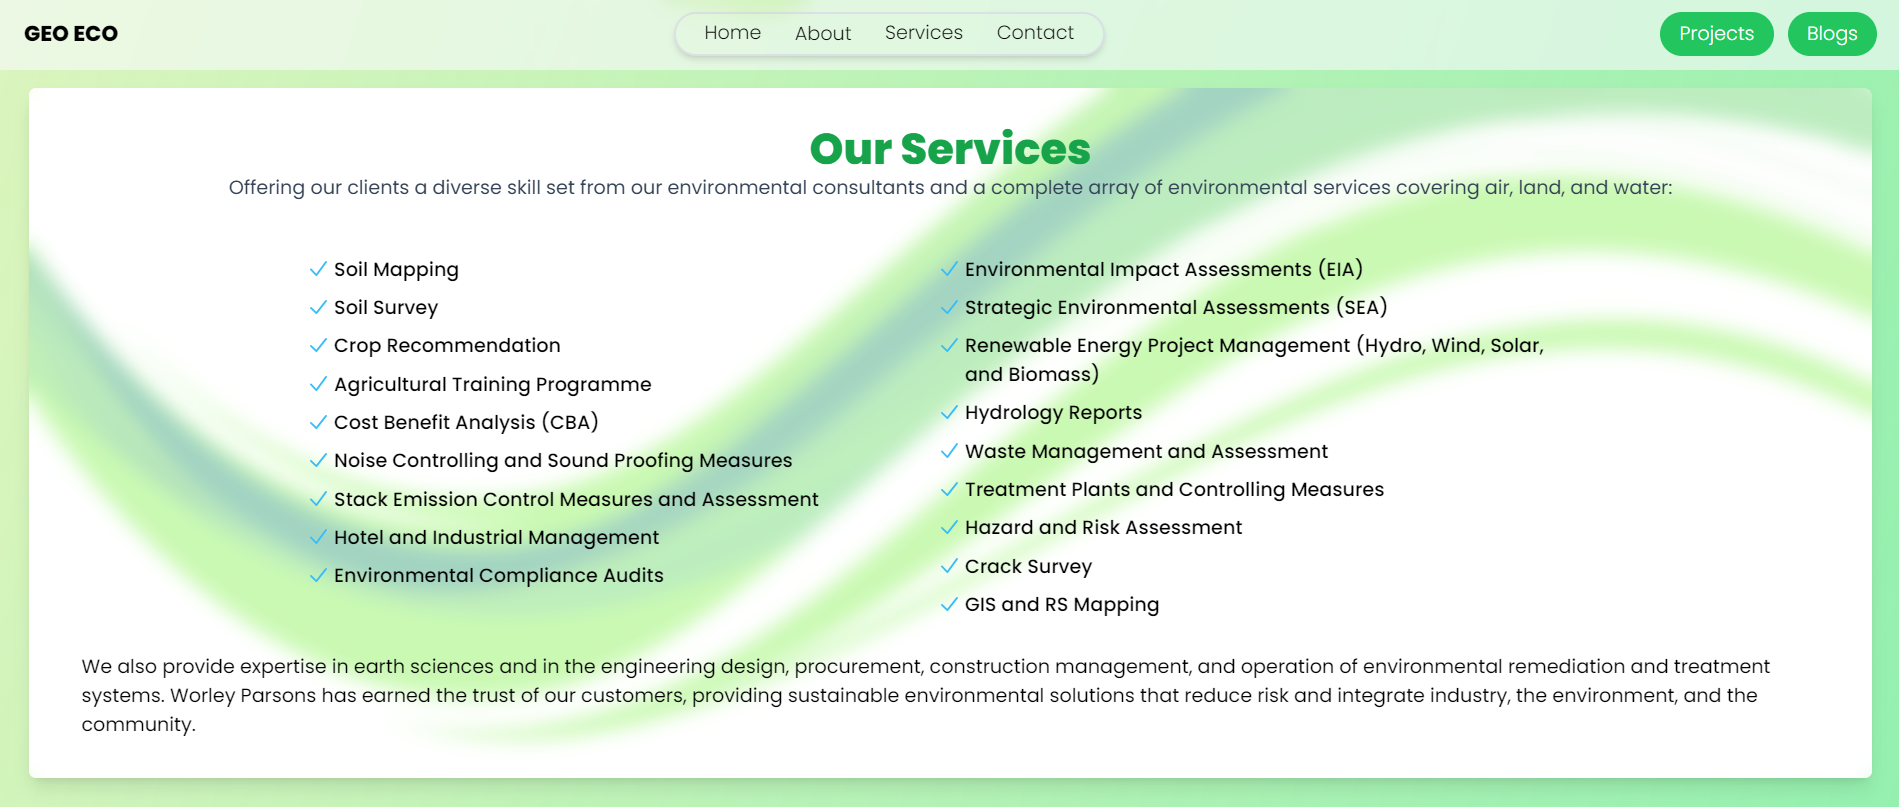 GEO ECO
Home
About
Services
Contact
Projects
Blogs
Our Services
Offering our clients a diverse skill set from our environmental consultants and a complete array of environmental services covering air, land, and water:
Soil Mapping
Soil Survey
Crop Recommendation
Agricultural Training Programme
Cost Benefit Analysis (CBA)
Noise Controlling and Sound Proofing Measures
Stack Emission Control Measures and Assessment
Hotel and Industrial Management
Environmental Compliance Audits
Environmental Impact Assessments (EIA)
Strategic Environmental Assessments (SEA)
Renewable Energy Project Management (Hydro, Wind, Solar,
and Biomass)
Hydrology Reports
Waste Management and Assessment
Treatment Plants and Controlling Measures
Hazard and Risk Assessment
Crack Survey
GIS and RS Mapping
We also provide expertise in earth sciences and in the engineering design, procurement, construction management, and operation of environmental remediation and treatment
systems. Worley Parsons has earned the trust of our customers, providing sustainable environmental solutions that reduce risk and integrate industry, the environment, and the
community.